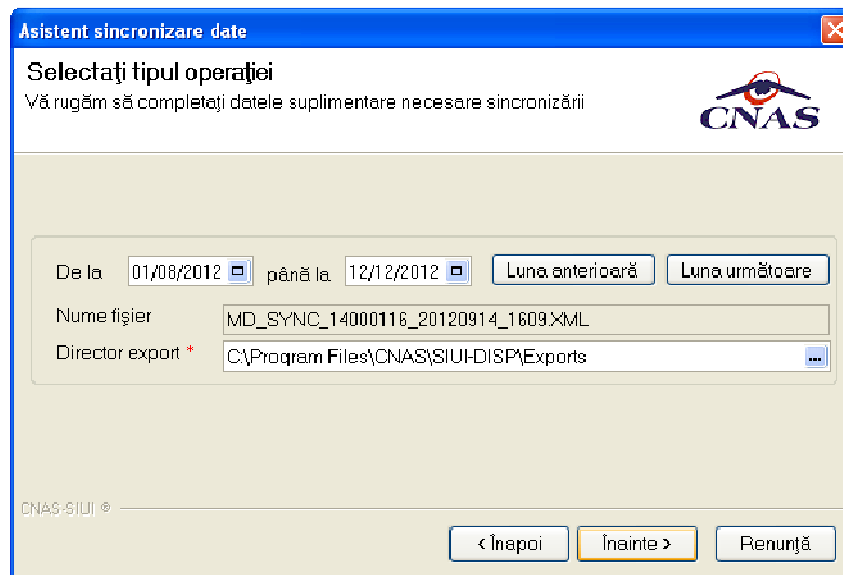 Asistent sincronizare date
Selectaţi tipul operaţiei
Vă rugăm să completaţi datele suplimentare necesare sincronizării
CNAS
De la 01/08/2012 până la 12/12/2012 Luna anterioară Luna următoare
Nume fişier MD_SYNC_14000116_20120914_1609.XML
Director export * C:\Program Files\CNAS\SIUI-DISP\Exports ...
CNAS-SIUI ®
< Înapoi Înainte > Renunţă